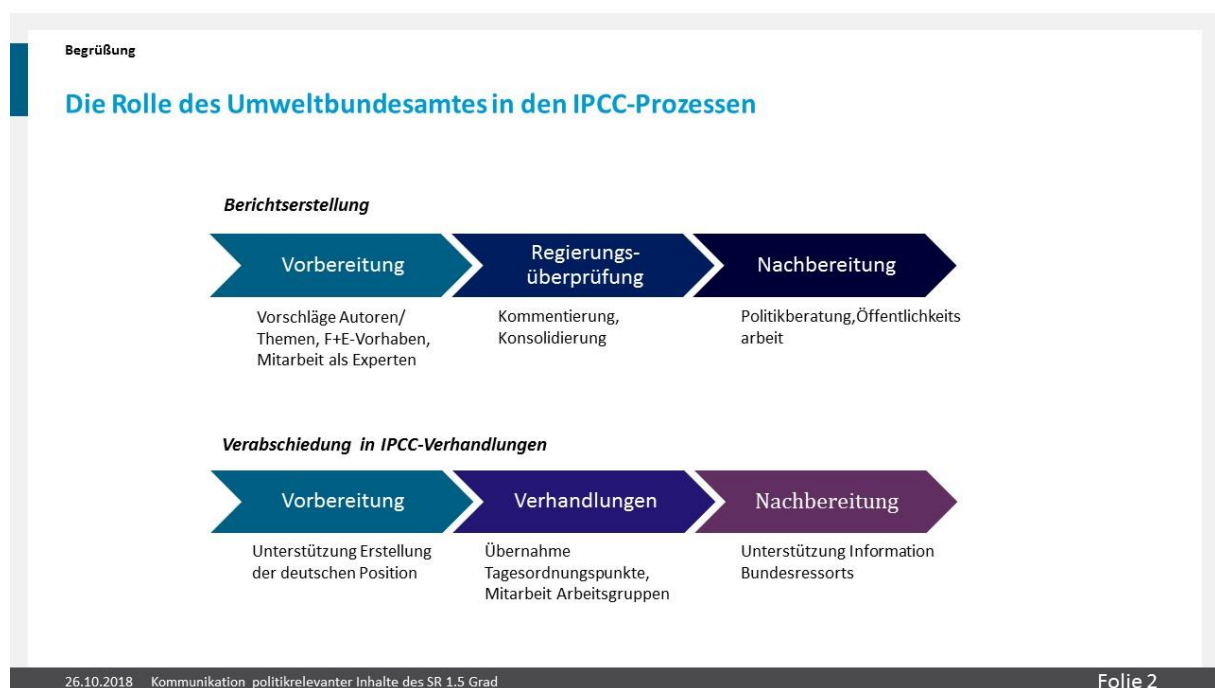 Begrüßung
Die Rolle des Umweltbundesamtes in den IPCC-Prozessen
Berichtserstellung
Vorbereitung
Regierungs-
überprüfung
Nachbereitung
Vorschläge Autoren/
Themen, F+E-Vorhaben,
Mitarbeit als Experten
Kommentierung,
Konsolidierung
Politikberatung,Öffentlichkeits
arbeit
Verabschiedung in IPCC-Verhandlungen
Vorbereitung
Verhandlungen
Nachbereitung
Unterstützung Erstellung
der deutschen Position
Übernahme
Tagesordnungspunkte,
Mitarbeit Arbeitsgruppen
Unterstützung Information
Bundesressorts
26.10.2018 Kommunikation politikrelevanter Inhalte des SR 1.5 Grad
Folie 2